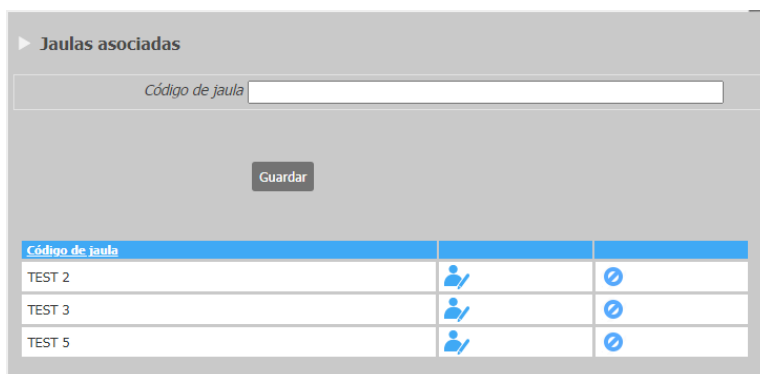 Jaulas asociadas
Código de jaula
Guardar
Código de jaula
TEST 2
TEST 3
TEST 5